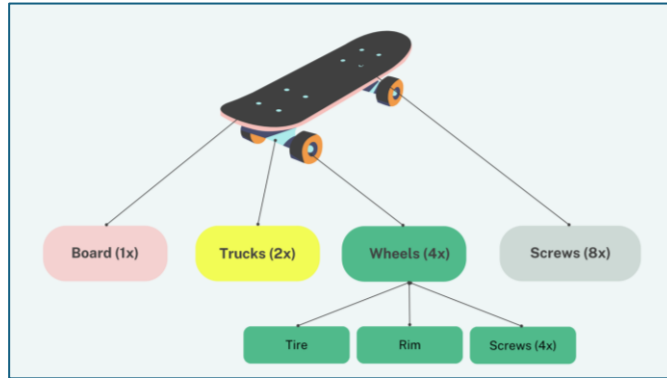 Board (1x)
Trucks (2x)
Wheels (4x)
Screws (8x)
Tire
Rim
Screws (4x)